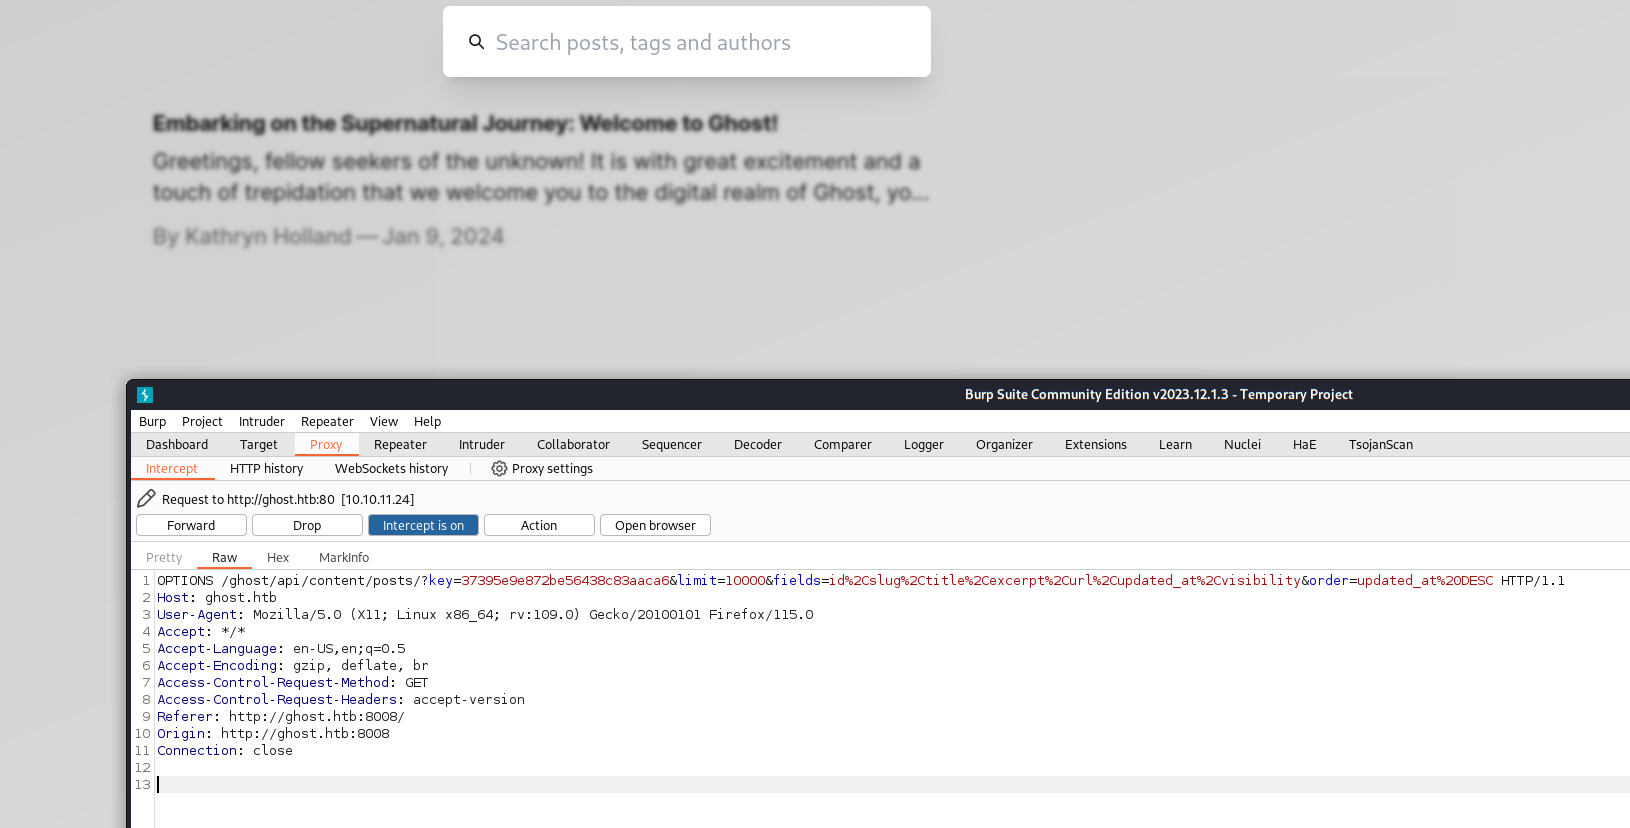 Search posts, tags and authors
Embarking on the Supernatural Journey: Welcome to Ghost!
Greetings, fellow seekers of the unknown! It is with great excitement and a
touch of trepidation that we welcome you to the digital realm of Ghost, yo...
By Kathryn Holland — Jan 9, 2024
Burp Suite Community Edition v2023.12.1.3 - Temporary Project
Burp Project Intruder Repeater View Help
Dashboard Target Proxy Repeater Intruder Collaborator Sequencer Decoder Comparer Logger Organizer Extensions Learn Nuclei HaE TsojanScan
Intercept HTTP history WebSockets history Proxy settings
Request to http://ghost.htb:80 [10.10.11.24]
Forward Drop Intercept is on Action Open browser
Pretty Raw Hex MarkInfo
1 OPTIONS /ghost/api/content/posts/?key=37395e9e872be56438c83aaca6&limit=10000&fields=id%2Cslug%2Ctitle%2Cexcerpt%2Curl%2Cupdated_at%2Cvisibility&order=updated_at%20DESC HTTP/1.1
2 Host: ghost.htb
3 User-Agent: Mozilla/5.0 (X11; Linux x86_64; rv:109.0) Gecko/20100101 Firefox/115.0
4 Accept: */*
5 Accept-Language: en-US,en;q=0.5
6 Accept-Encoding: gzip, deflate, br
7 Access-Control-Request-Method: GET
8 Access-Control-Request-Headers: accept-version
9 Referer: http://ghost.htb:8008/
10 Origin: http://ghost.htb:8008
11 Connection: close
12
13